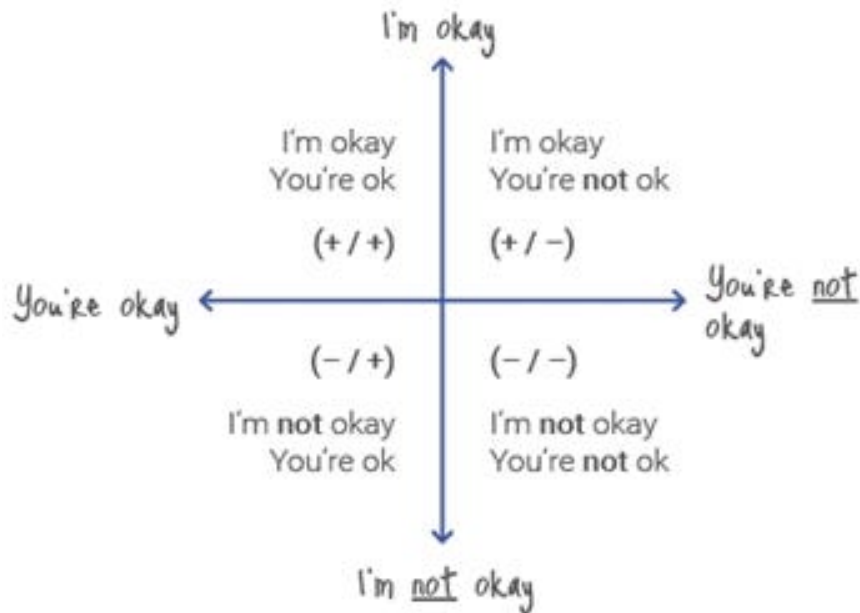 I'm okay
I'm okay
You're ok
(+ / +)
I'm okay
You're not ok
(+ / −)
You're okay
You're not
okay
(− / +)
I'm not okay
You're ok
(− / −)
I'm not okay
You're not ok
I'm not okay